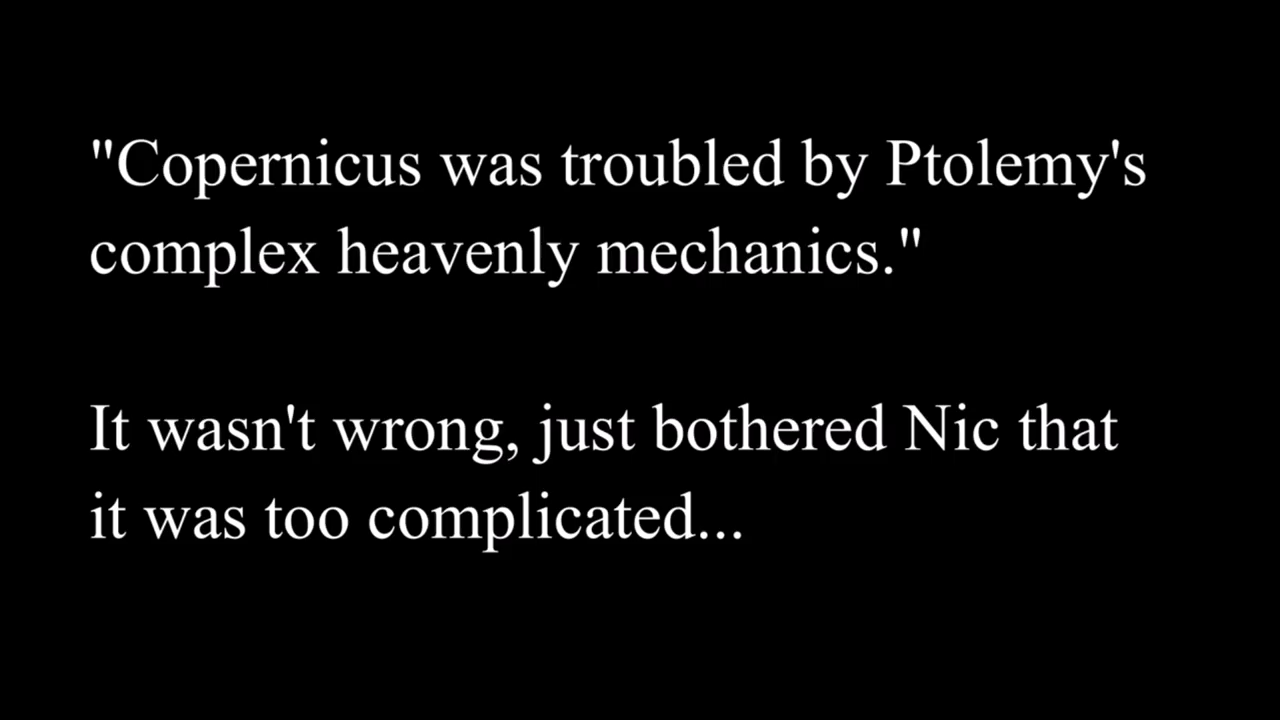 "Copernicus was troubled by Ptolemy's
complex heavenly mechanics."
It wasn't wrong, just bothered Nic that
it was too complicated...